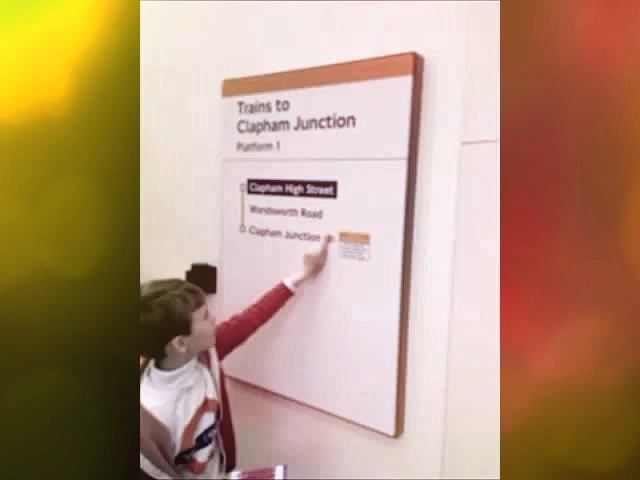 Trains to
Clapham Junction
Platform 1
Clapham High Street
Wandsworth Road
Clapham Junction